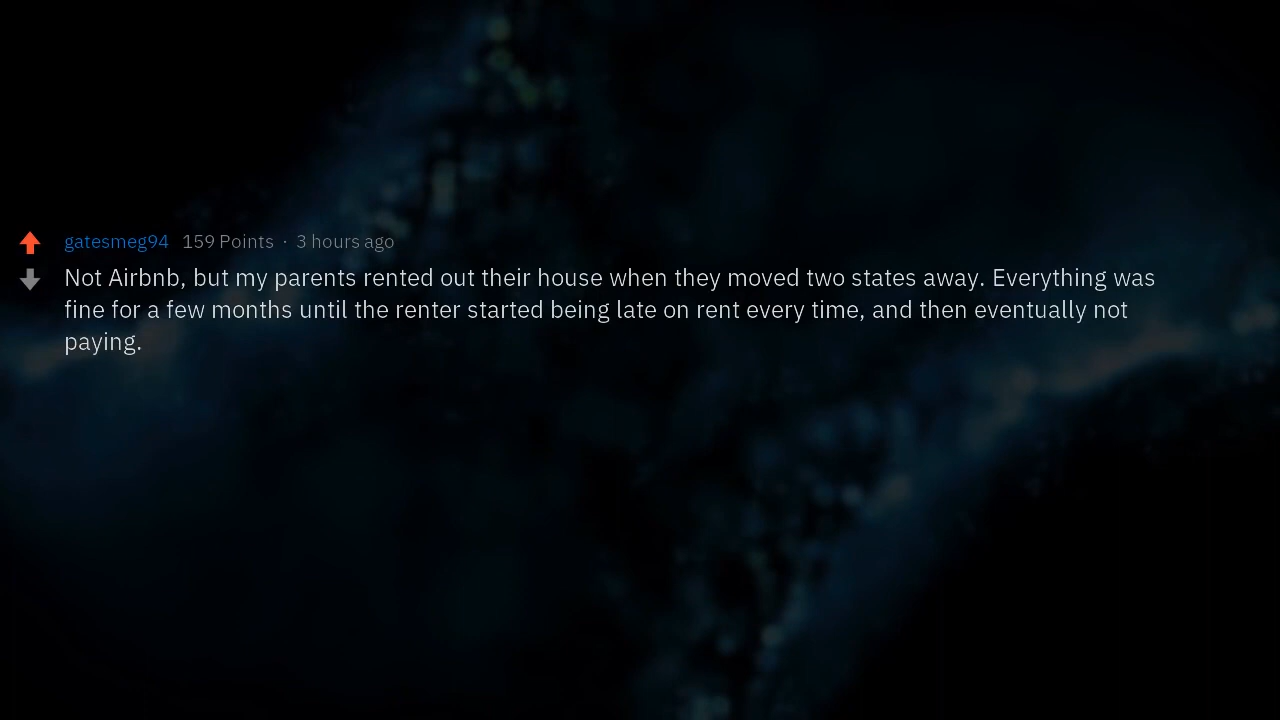 gatesmeg94 159 Points · 3 hours ago
Not Airbnb, but my parents rented out their house when they moved two states away. Everything was
fine for a few months until the renter started being late on rent every time, and then eventually not
paying.